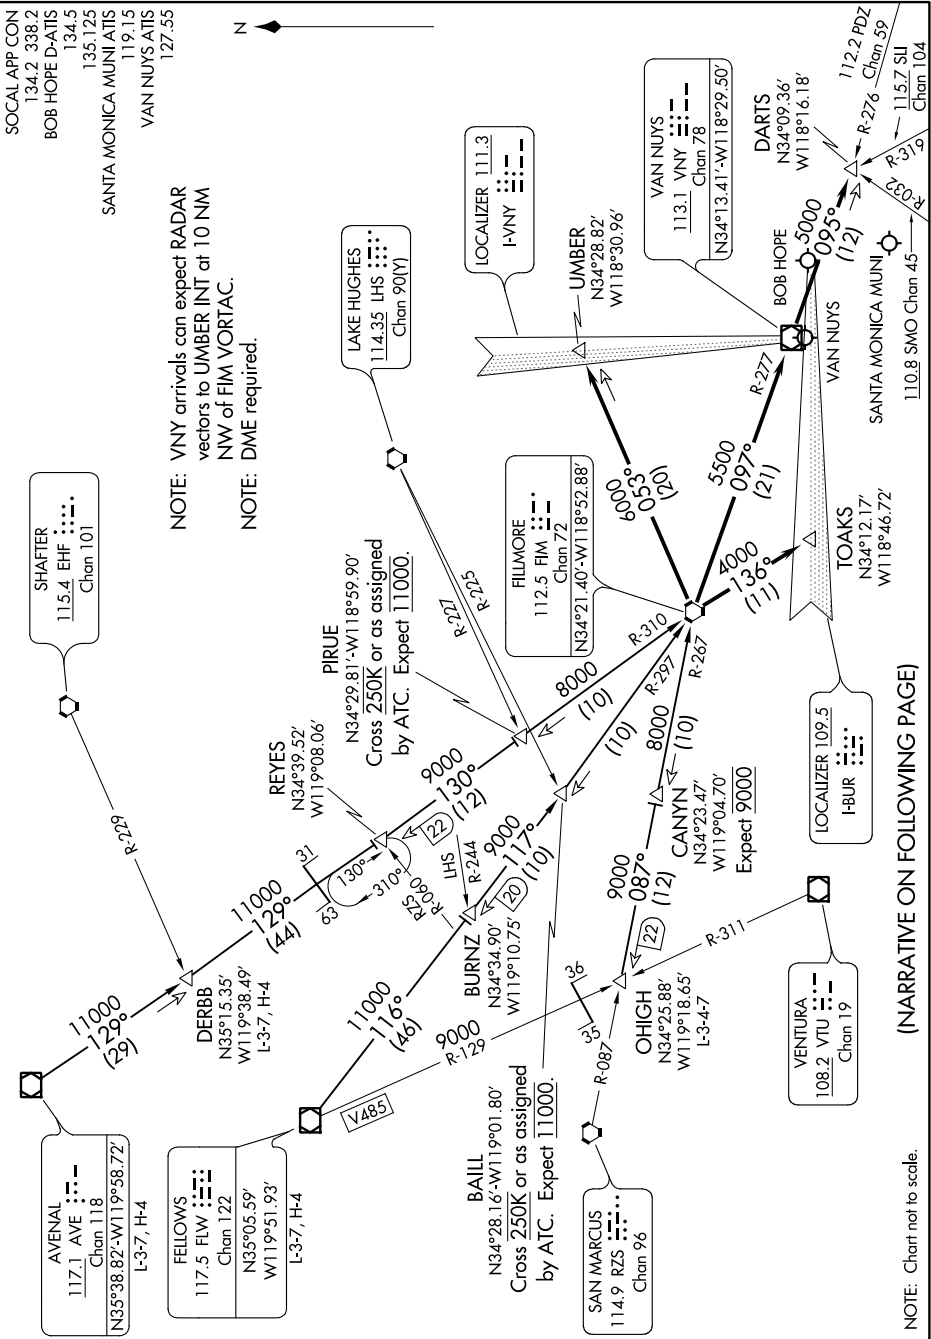 SOCAL APP CON
134.2 338.2
BOB HOPE D-ATIS
134.5
135.125
SANTA MONICA MUNI ATIS
119.15
VAN NUYS ATIS
127.55
N
NOTE: VNY arrivals can expect RADAR
vectors to UMBER INT at 10 NM
NW of FIM VORTAC.
NOTE: DME required.
SHAFTER
115.4 EHF
Chan 101
R-229
AVENAL
117.1 AVE
Chan 118
N35°38.82'-W119°58.72'
L-3-7, H-4
11000
129°
(29)
DERBB
N35°15.35'
W119°38.49'
L-3-7, H-4
11000
129°
(44)
31
63
130°
310°
REYES
N34°39.52'
W119°08.06'
22
9000
130°
(12)
PIRUE
N34°29.81'-W118°59.90'
Cross 250K or as assigned
by ATC. Expect 11000.
8000
(10)
R-310
LAKE HUGHES
114.35 LHS
Chan 90(Y)
R-227
R-225
LOCALIZER 111.3
I-VNY
UMBER
N34°28.82'
W118°30.96'
6000
053°
(20)
FILLMORE
112.5 FIM
Chan 72
N34°21.40'-W118°52.88'
VAN NUYS
113.1 VNY
Chan 78
N34°13.41'-W118°29.50'
5500
097°
(21)
R-277
DARTS
N34°09.36'
W118°16.18'
5000
095°
(12)
112.2 PDZ
R-276 Chan 59
115.7 SLI
Chan 104
R-319
R-032
BOB HOPE
VAN NUYS
SANTA MONICA MUNI
110.8 SMO Chan 45
4000
136°
(11)
TOAKS
N34°12.17'
W118°46.72'
LOCALIZER 109.5
I-BUR
FELLOWS
117.5 FLW
Chan 122
N35°05.59'
W119°51.93'
L-3-7, H-4
V485
11000
116°
(46)
9000
R-129
RZS
R-060
LHS
R-244
BURNZ
N34°34.90'
W119°10.75'
20
9000
117°
(10)
BAILL
N34°28.16'-W119°01.80'
Cross 250K or as assigned
by ATC. Expect 11000.
(10)
R-297
36
35
OHIGH
N34°25.88'
W119°18.65'
L-3-4-7
22
9000
087°
(12)
CANYN
N34°23.47'
W119°04.70'
Expect 9000
8000
(10)
R-267
R-087
SAN MARCUS
114.9 RZS
Chan 96
R-311
VENTURA
108.2 VTU
Chan 19
(NARRATIVE ON FOLLOWING PAGE)
NOTE: Chart not to scale.